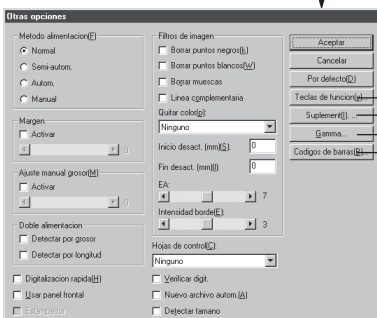 Otras opciones
Metodo alimentacion(F)
Normal
Semi-autom.
Autom.
Manual
Margen
Activar
0
Ajuste manual grosor(M)
Activar
0
Doble alimentacion
Detectar por grosor
Detectar por longitud
Digitalizacion rapida(H)
Usar panel frontal
Estampador
Filtros de imagen
Borrar puntos negros(k)
Borrar puntos blancos(W)
Borrar muescas
Linea complementaria
Quitar color(p):
Ninguno
Inicio desact. (mm)(S): 0
Fin desact. (mm)(I): 0
EA:
7
Intensidad borde(E):
3
Hojas de control(C):
Ninguno
Verificar digit.
Nuevo archivo autom.(A)
Detectar tamano
Aceptar
Cancelar
Por defecto(D)
Teclas de funcion(y)...
Suplement(l). ...
Gamma...
Codigos de barras(B)...